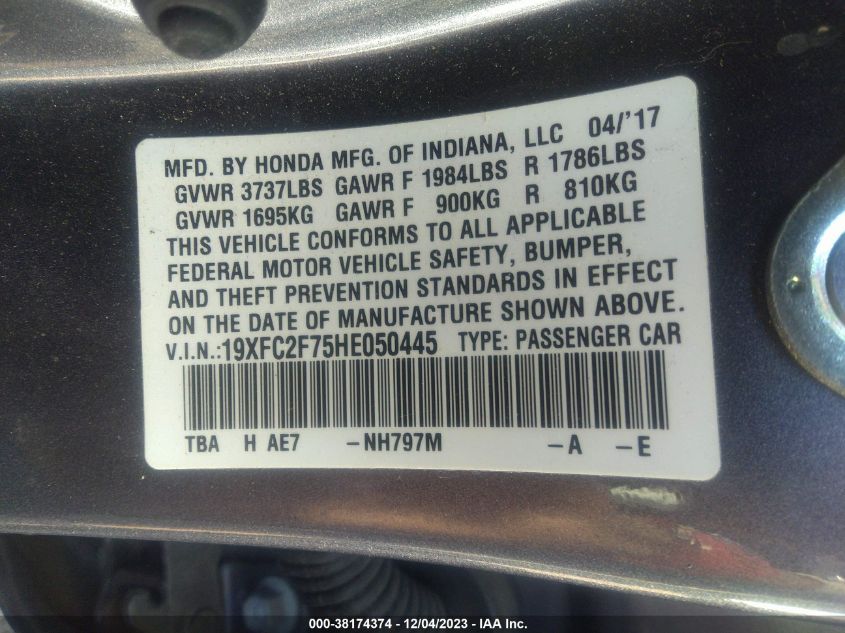 MFD. BY HONDA MFG. OF INDIANA, LLC 04/'17
GVWR 3737LBS GAWR F 1984LBS R 1786LBS
GVWR 1695KG GAWR F 900KG R 810KG
THIS VEHICLE CONFORMS TO ALL APPLICABLE
FEDERAL MOTOR VEHICLE SAFETY, BUMPER,
AND THEFT PREVENTION STANDARDS IN EFFECT
ON THE DATE OF MANUFACTURE SHOWN ABOVE.
V.I.N.:19XFC2F75HE050445 TYPE: PASSENGER CAR
TBA H AE7 –NH797M –A –E
000-38174374 | 12/04/2023 | IAA Inc.